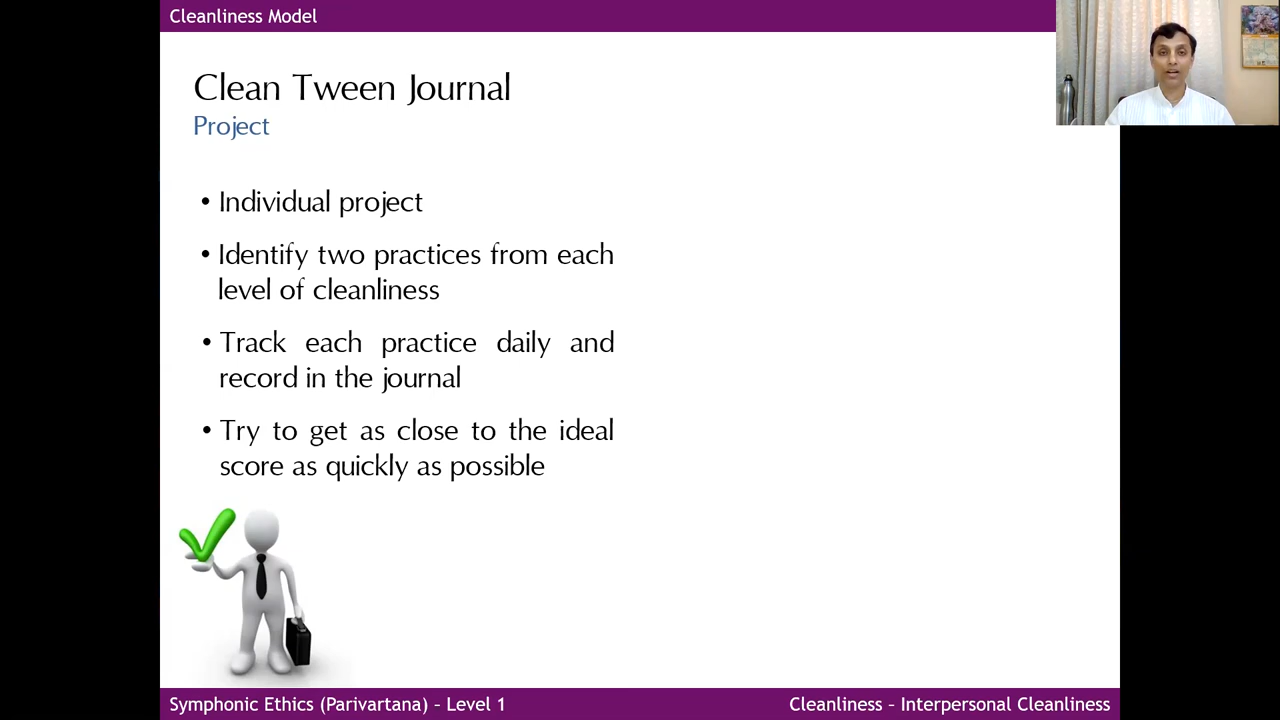 Cleanliness Model
Clean Tween Journal
Project
• Individual project
• Identify two practices from each
level of cleanliness
• Track each practice daily and
record in the journal
• Try to get as close to the ideal
score as quickly as possible
Symphonic Ethics (Parivartana) – Level 1
Cleanliness – Interpersonal Cleanliness